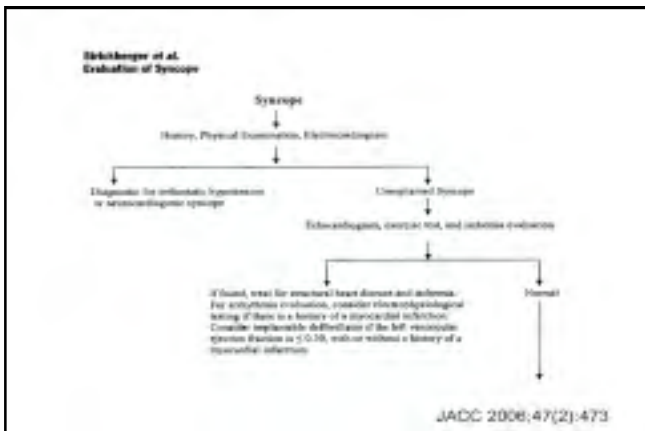 Strickberger et al.
Evaluation of Syncope
Syncope
History, Physical Examination, Electrocardiogram
Diagnostic for orthostatic hypotension
or neurocardiogenic syncope
Unexplained Syncope
Echocardiogram, exercise test, and ischemia evaluation
If found, treat for structural heart disease and ischemia.
For arrhythmia evaluation, consider electrophysiological
testing if there is a history of a myocardial infarction.
Consider implantable defibrillator if the left ventricular
ejection fraction is ≤ 0.30, with or without a history of a
myocardial infarction.
Normal
JACC 2006;47(2):473